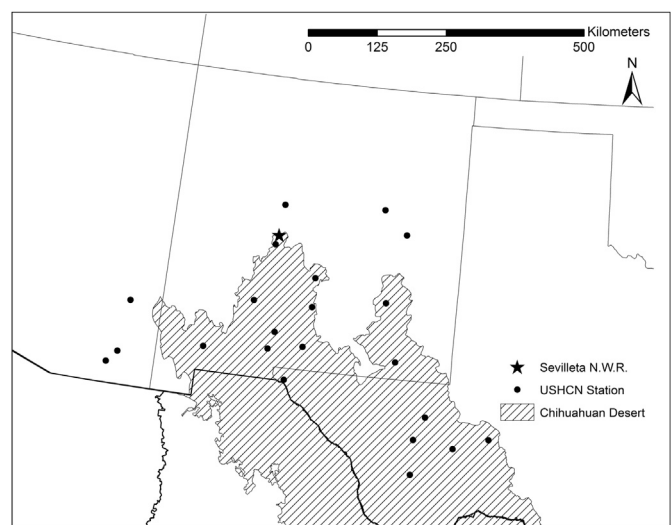 Kilometers
0 125 250 500
N
Sevilleta N.W.R.
USHCN Station
Chihuahuan Desert